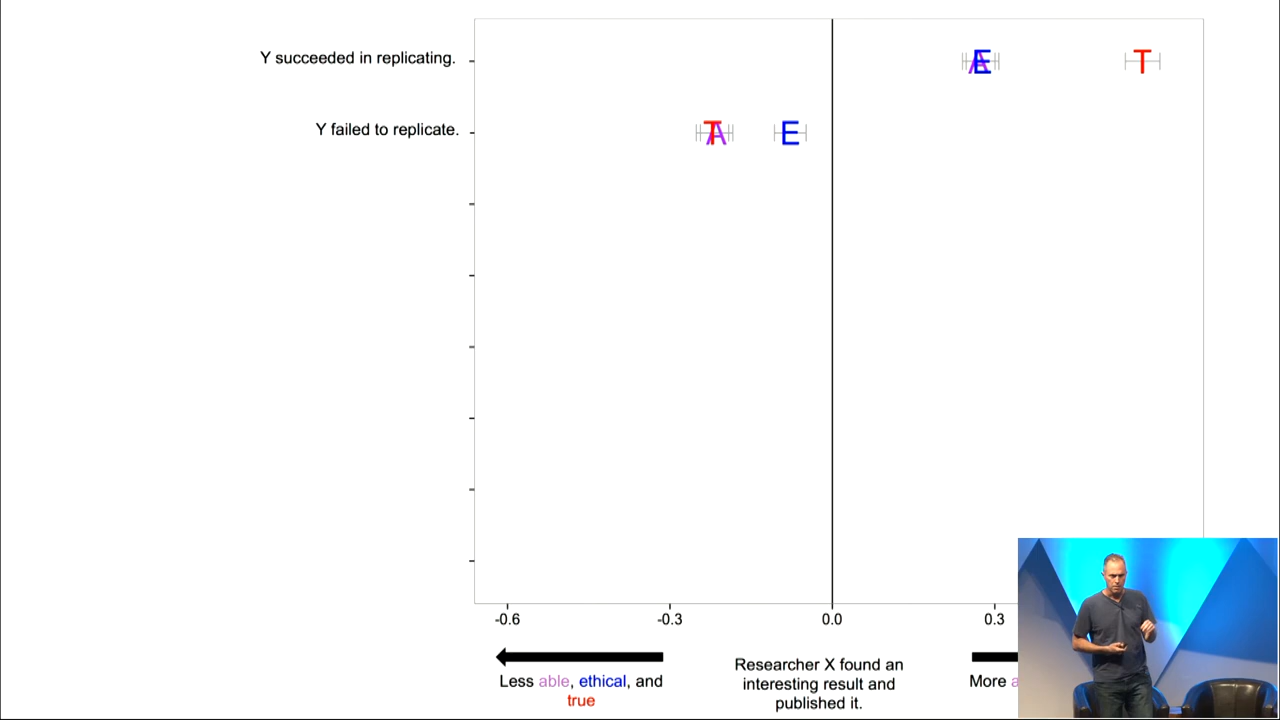 Y succeeded in replicating.
A E T
Y failed to replicate.
T A E
-0.6 -0.3 0.0 0.3
Less able, ethical, and
true
Researcher X found an
interesting result and
published it.
More a